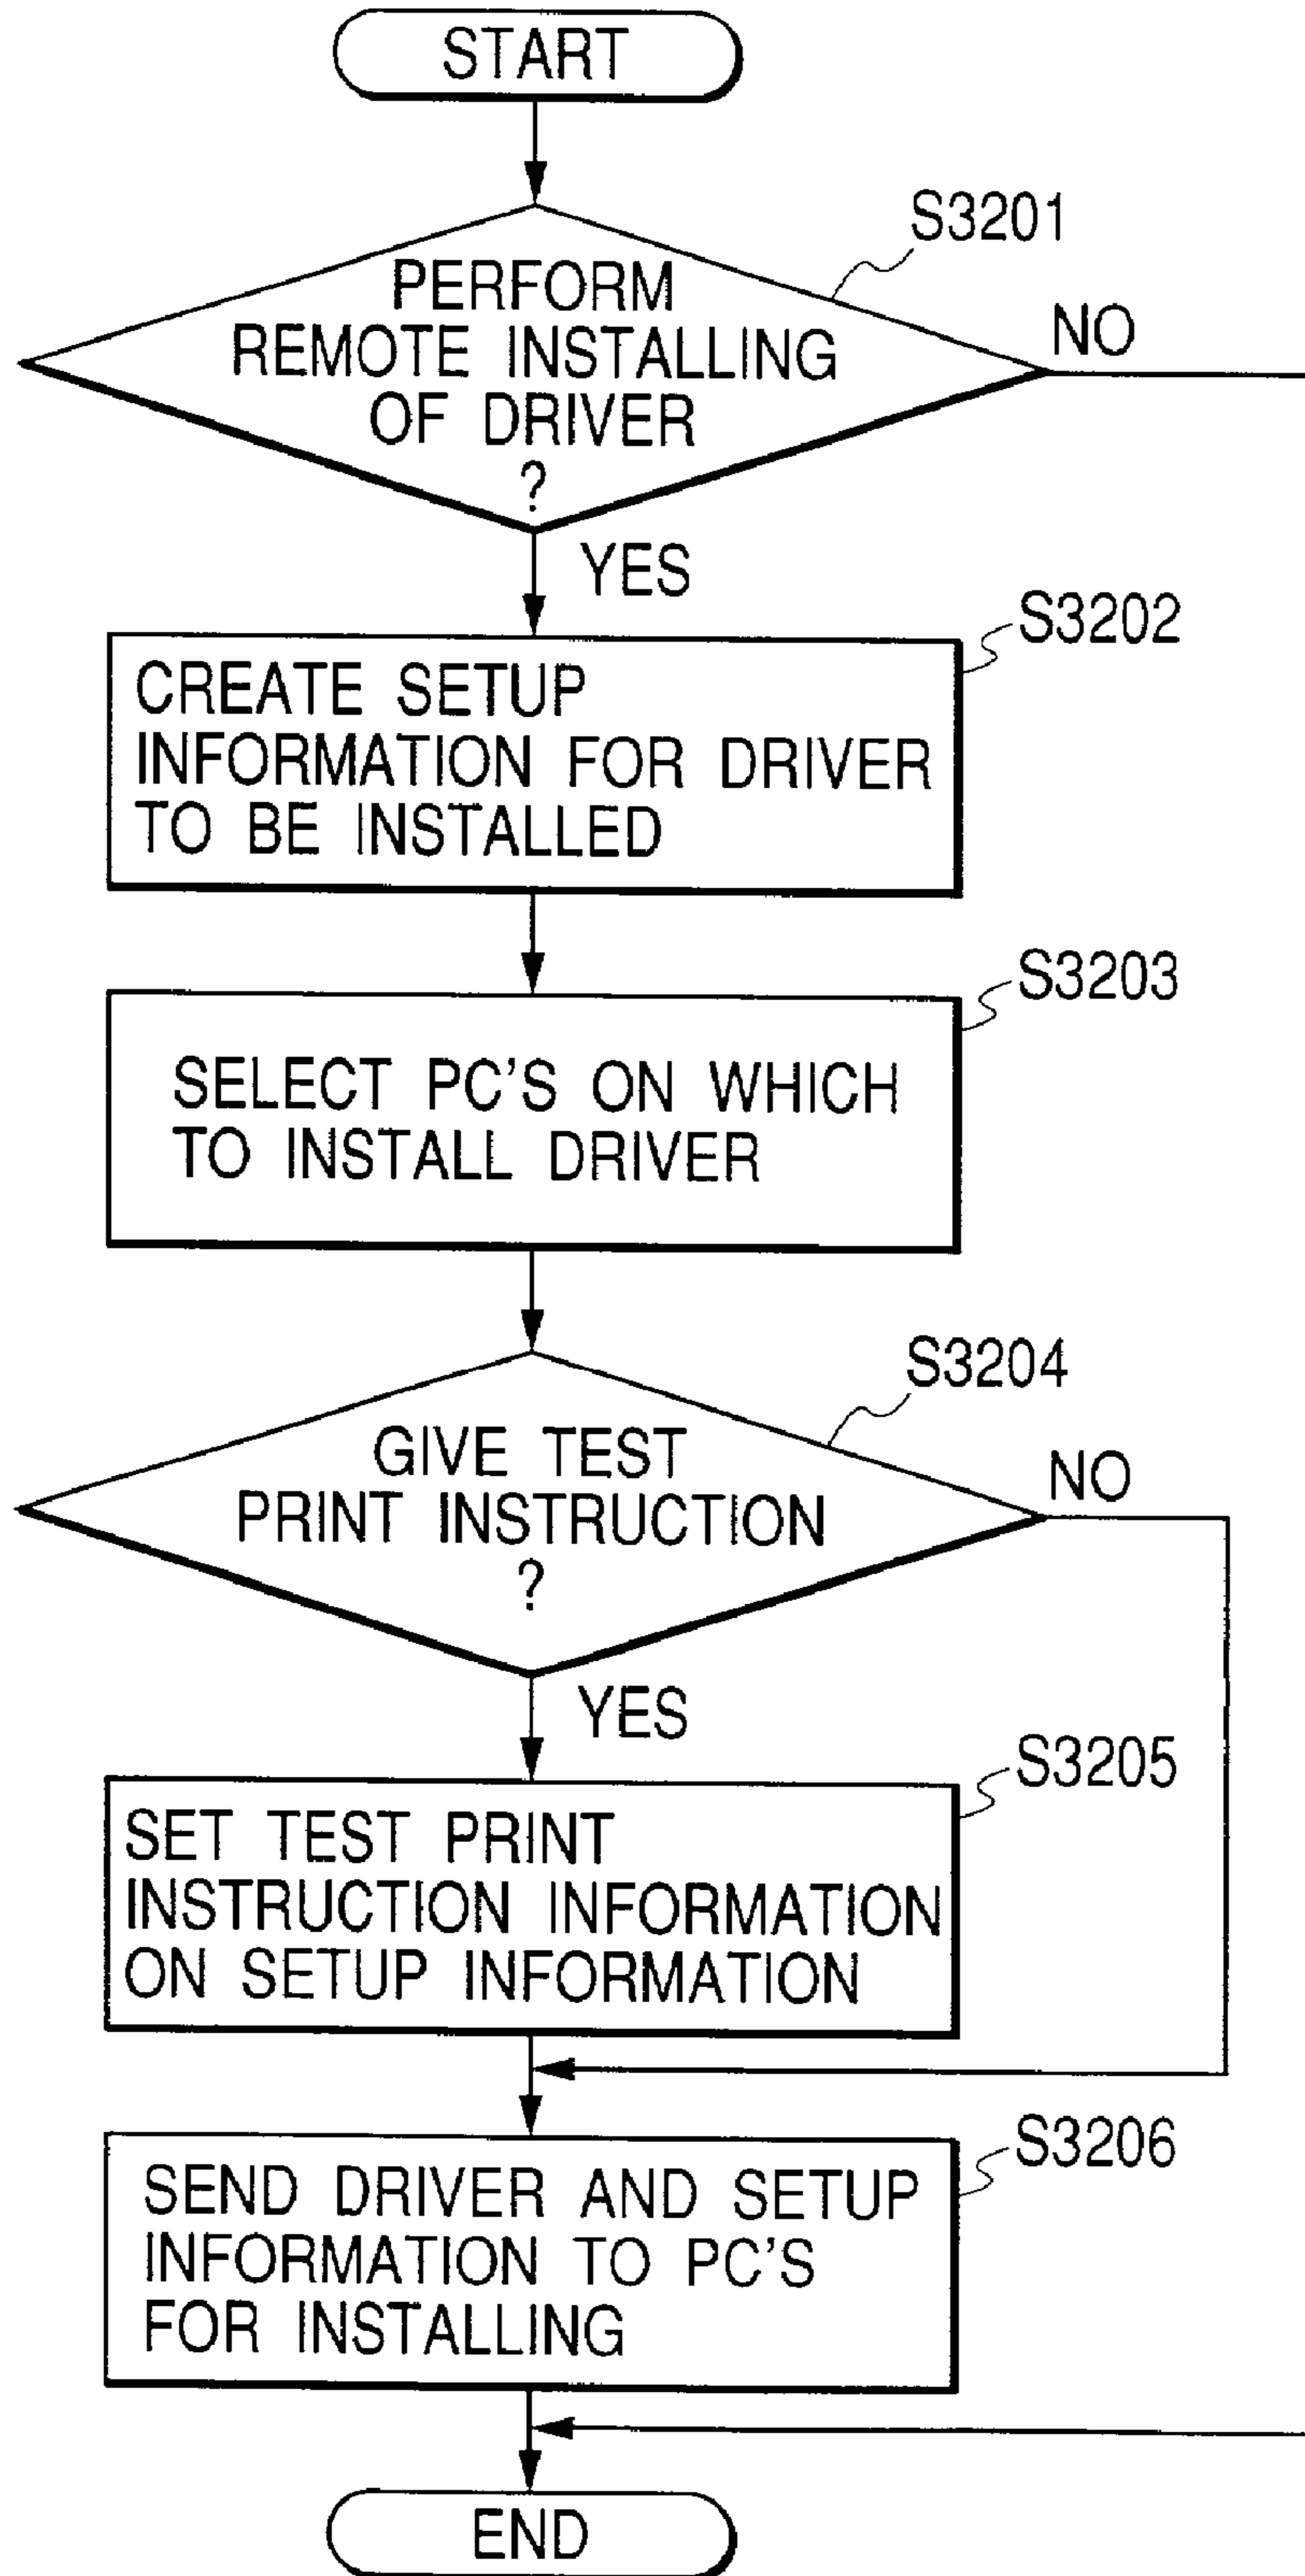 START
S3201
PERFORM
REMOTE INSTALLING
OF DRIVER
?
NO
YES
S3202
CREATE SETUP
INFORMATION FOR DRIVER
TO BE INSTALLED
S3203
SELECT PC'S ON WHICH
TO INSTALL DRIVER
S3204
GIVE TEST
PRINT INSTRUCTION
?
NO
YES
S3205
SET TEST PRINT
INSTRUCTION INFORMATION
ON SETUP INFORMATION
S3206
SEND DRIVER AND SETUP
INFORMATION TO PC'S
FOR INSTALLING
END